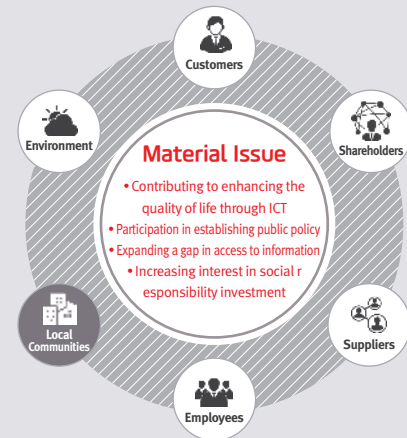 Customers
Environment
Shareholders
Material Issue
• Contributing to enhancing the
quality of life through ICT
• Participation in establishing public policy
• Expanding a gap in access to information
• Increasing interest in social r
esponsibility investment
Local
Communities
Suppliers
Employees